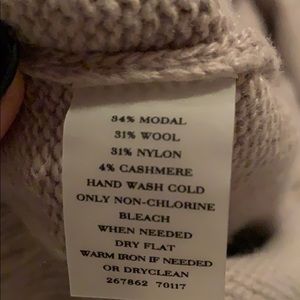 34% MODAL
31% WOOL
31% NYLON
4% CASHMERE
HAND WASH COLD
ONLY NON-CHLORINE
BLEACH
WHEN NEEDED
DRY FLAT
WARM IRON IF NEEDED
OR DRYCLEAN
267862 70117